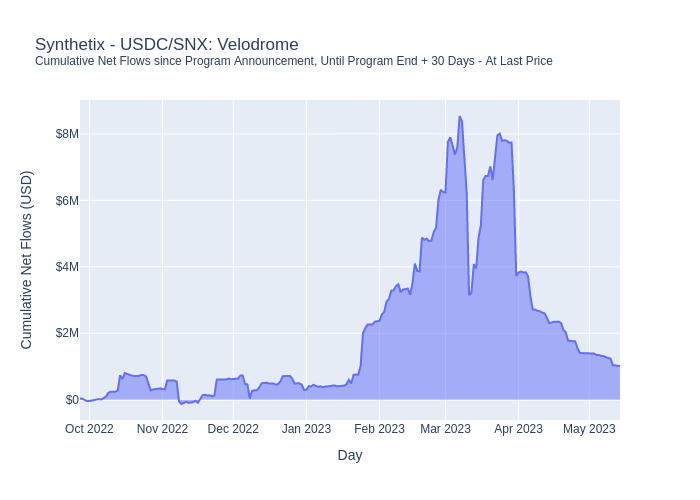 Synthetix - USDC/SNX: Velodrome
Cumulative Net Flows since Program Announcement, Until Program End + 30 Days - At Last Price
Cumulative Net Flows (USD)
$8M
$6M
$4M
$2M
$0
Oct 2022 Nov 2022 Dec 2022 Jan 2023 Feb 2023 Mar 2023 Apr 2023 May 2023
Day